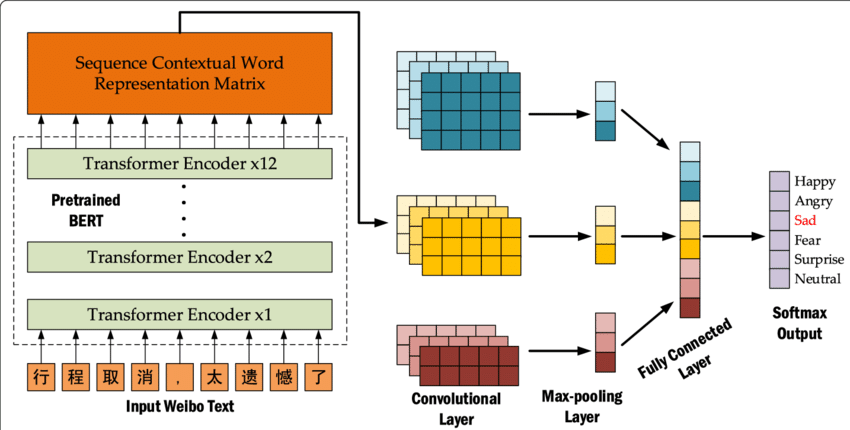 Sequence Contextual Word
Representation Matrix
Transformer Encoder x12
Pretrained
BERT
Transformer Encoder x2
Transformer Encoder x1
行 程 取 消 , 太 遗 憾 了
Input Weibo Text
Convolutional
Layer
Max-pooling
Layer
Fully Connected
Layer
Happy
Angry
Sad
Fear
Surprise
Neutral
Softmax
Output